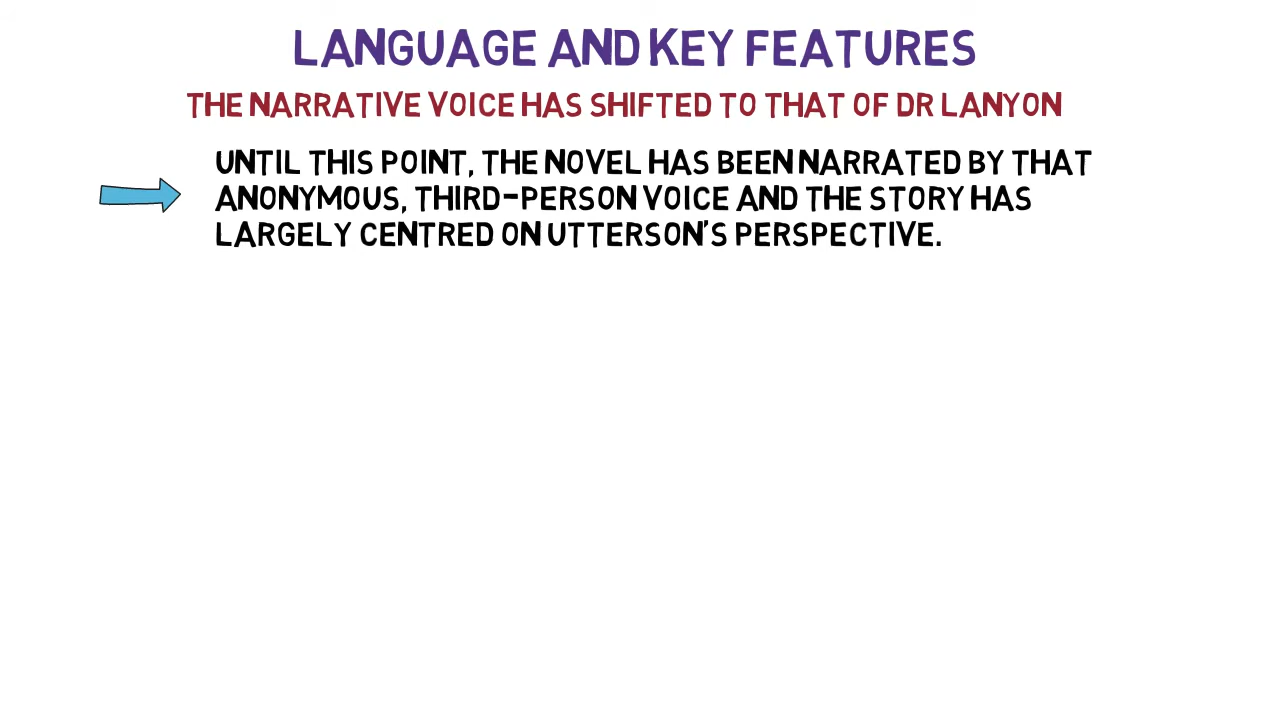 LANGUAGE AND KEY FEATURES
THE NARRATIVE VOICE HAS SHIFTED TO THAT OF DR LANYON
UNTIL THIS POINT, THE NOVEL HAS BEEN NARRATED BY THAT
ANONYMOUS, THIRD-PERSON VOICE AND THE STORY HAS
LARGELY CENTRED ON UTTERSON'S PERSPECTIVE.